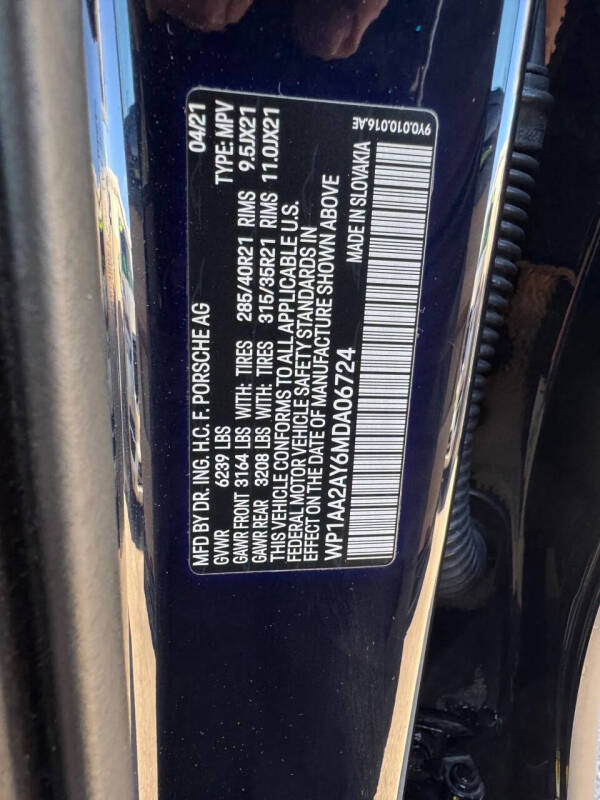 MFD BY DR. ING. H.C. F. PORSCHE AG 04/21
GVWR 6239 LBS TYPE: MPV
GAWR FRONT 3164 LBS WITH: TIRES 285/40R21 RIMS 9.5JX21
GAWR REAR 3208 LBS WITH: TIRES 315/35R21 RIMS 11.0JX21
THIS VEHICLE CONFORMS TO ALL APPLICABLE U.S.
FEDERAL MOTOR VEHICLE SAFETY STANDARDS IN
EFFECT ON THE DATE OF MANUFACTURE SHOWN ABOVE
WP1AA2AY6MDA06724 MADE IN SLOVAKIA
9Y0.010.016.AE